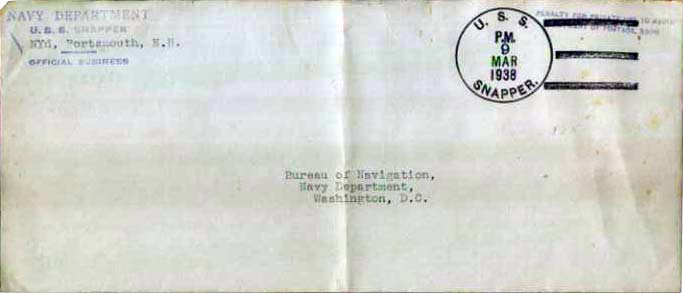 NAVY DEPARTMENT
U. S. S. SNAPPER
NYd, Portsmouth, N.H.
OFFICIAL BUSINESS
U. S. S.
P.M.
9
MAR
1938
SNAPPER.
PENALTY FOR PRIVATE USE TO AVOID
PAYMENT OF POSTAGE, $300
Bureau of Navigation,
Navy Department,
Washington, D.C.